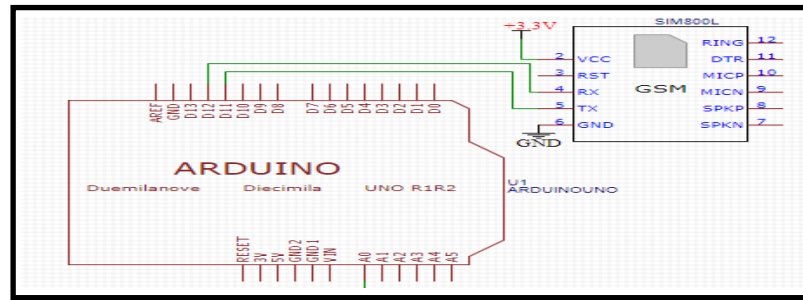 SIM800L
+3.3V
2 VCC RING 12
3 RST DTR 11
4 RX MICP 10
5 TX GSM MICN 9
SPKP 8
6 GND SPKN 7
GND
AREF GND D13 D12 D11 D10 D9 D8 D7 D6 D5 D4 D3 D2 D1 D0
ARDUINO
Duemilanove Diecimila UNO R1R2
U1
ARDUINOUNO
RESET 3V 5V GND2 GND1 VIN A0 A1 A2 A3 A4 A5